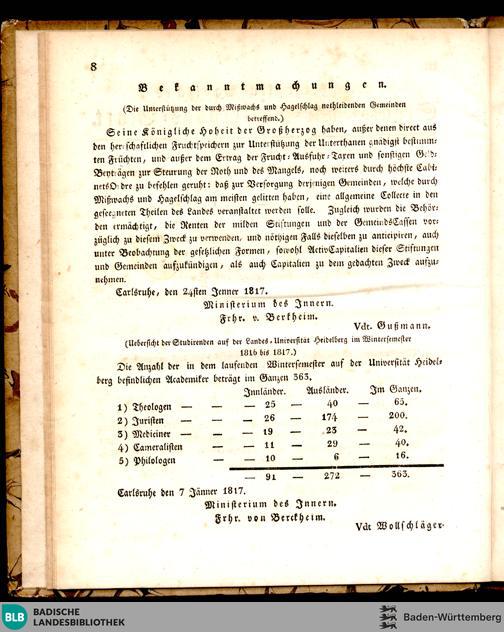 8
Bekanntmachungen.
(Die Unterstützung der durch Mißwachs und Hagelschlag nothleidenden Gemeinden
betreffend.)
Seine Königliche Hoheit der Großherzog haben, außer denen direct aus
den herrschaftlichen Fruchtspeichern zur Unterstützung der Unterthanen gnädigst bestimm-
ten Früchten, und außer dem Ertrag der Frucht-Ausfuhr-Taxen und sonstigen Geld-
Beyträgen zur Steurung der Noth und des Mangels, noch weiters durch höchste Cabi-
netsOrdre zu befehlen geruht: daß zur Versorgung derjenigen Gemeinden, welche durch
Mißwachs und Hagelschlag am meisten gelitten haben, eine allgemeine Collecte in den
gesegneten Theilen des Landes veranstaltet werden solle. Zugleich wurden die Behör-
den ermächtigt, die Renten der milden Stiftungen und der GemeindsCassen vor-
züglich zu diesem Zweck zu verwenden, und nöthigen Falls dieselben zu anticipiren, auch
unter Beobachtung der gesetzlichen Formen, sowohl ActivCapitalien dieser Stiftungen
und Gemeinden aufzukündigen, als auch Capitalien zu dem gedachten Zweck aufzu-
nehmen.
Carlsruhe, den 24sten Jenner 1817.
Ministerium des Innern.
Frhr. v. Berkheim.
Vdt. Gußmann.
(Uebersicht der Studirenden auf der Landes-Universität Heidelberg im Wintersemester
1816 bis 1817.)
Die Anzahl der in dem laufenden Wintersemester auf der Universität Heidel-
berg befindlichen Academiker beträgt im Ganzen 363.
Innländer. Ausländer. Im Ganzen.
1) Theologen — — — 25 — 40 — 65.
2) Juristen — — — 26 — 174 — 200.
3) Mediciner — — — 19 — 23 — 42.
4) Cameralisten — — 11 — 29 — 40.
5) Philologen — — 10 — 6 — 16.
— 91 — 272 — 363.
Carlsruhe den 7 Jänner 1817.
Ministerium des Innern.
Frhr. von Berckheim.
Vdt Wollschläger.
BLB BADISCHE
LANDESBIBLIOTHEK
Baden-Württemberg